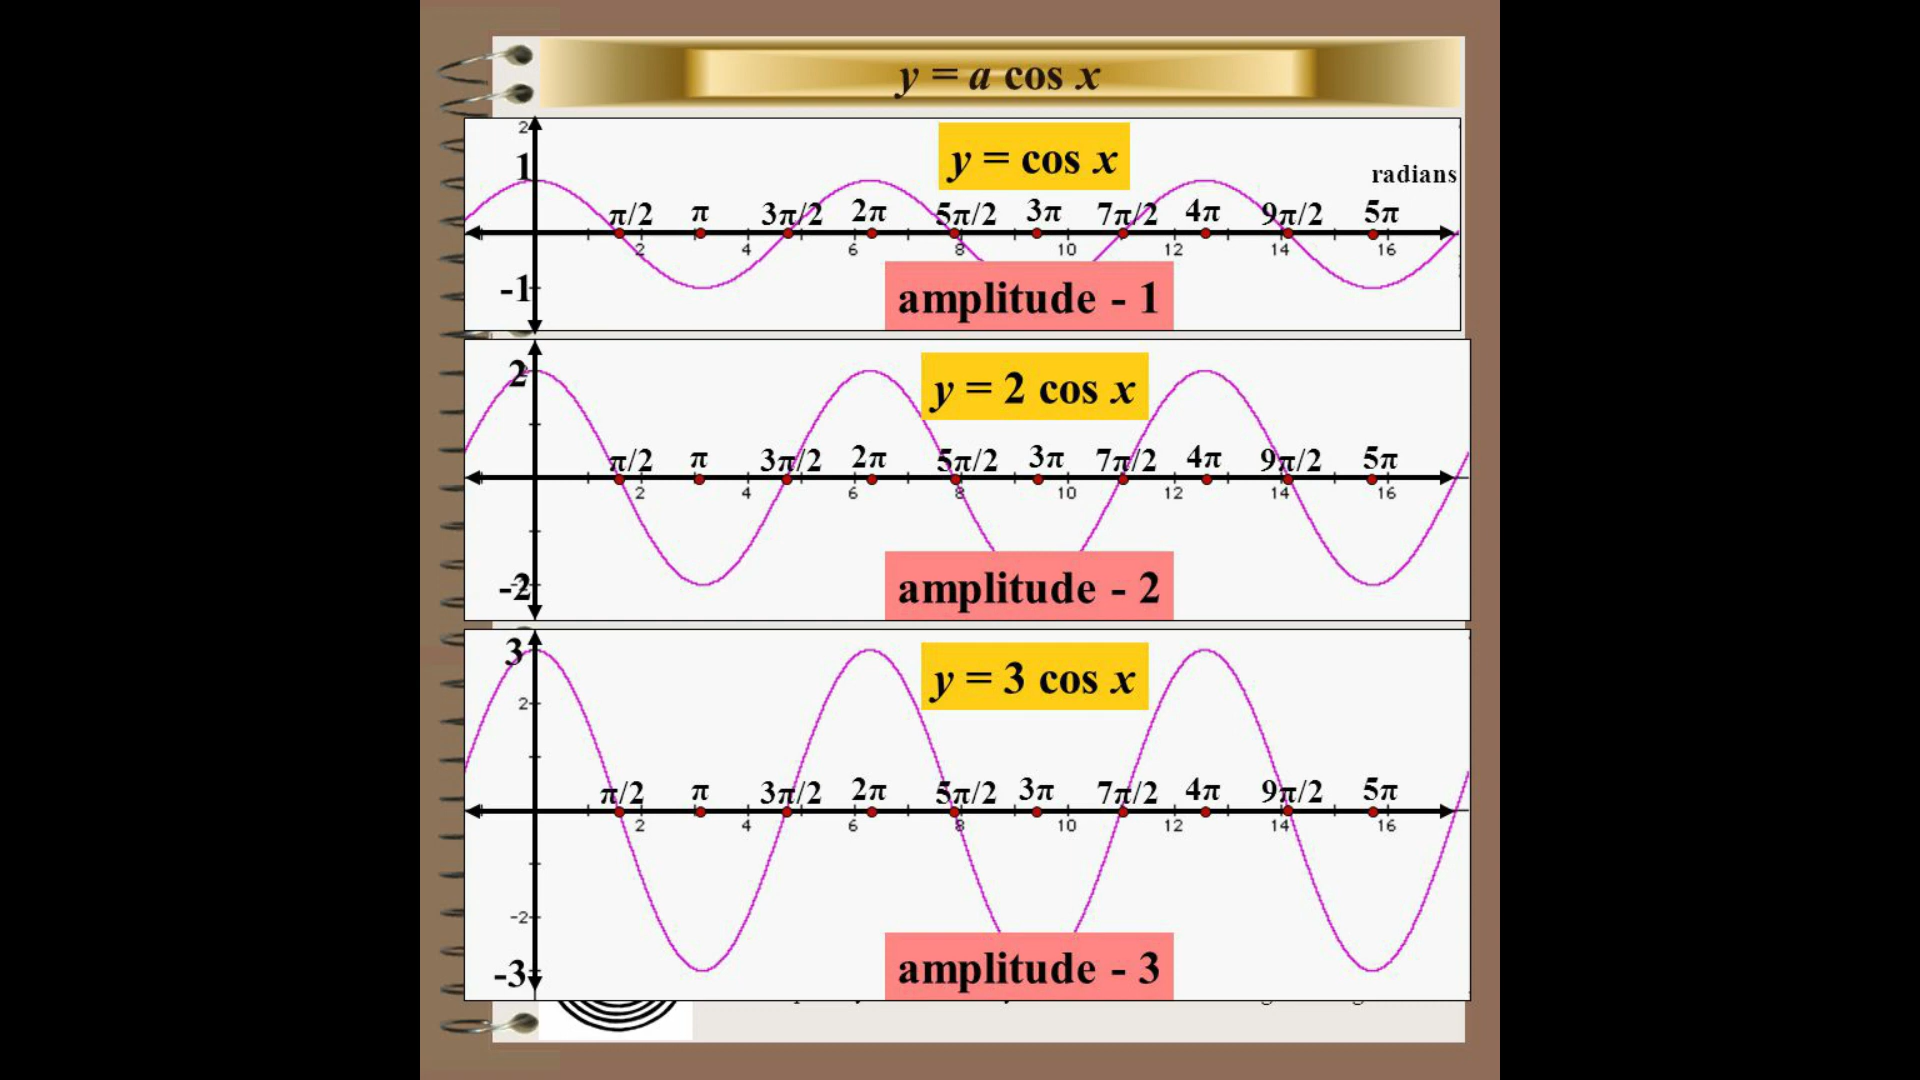 y = a cos x
2
y = cos x
1
radians
π/2 π 3π/2 2π 5π/2 3π 7π/2 4π 9π/2 5π
2 4 6 8 10 12 14 16
-1
amplitude - 1
2
y = 2 cos x
π/2 π 3π/2 2π 5π/2 3π 7π/2 4π 9π/2 5π
2 4 6 8 10 12 14 16
-2
amplitude - 2
3
y = 3 cos x
2
π/2 π 3π/2 2π 5π/2 3π 7π/2 4π 9π/2 5π
2 4 6 8 10 12 14 16
-2
-3
amplitude - 3